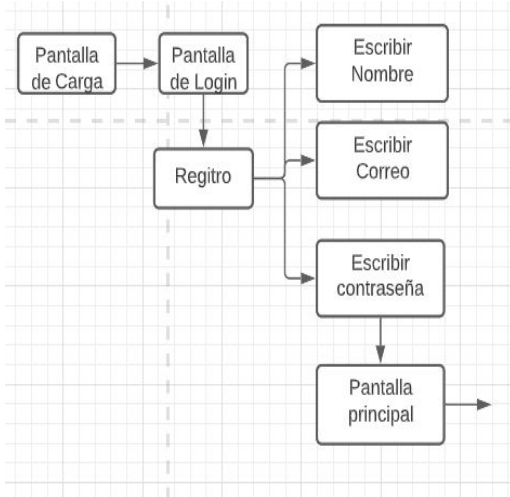 Pantalla
de Carga
Pantalla
de Login
Escribir
Nombre
Regitro
Escribir
Correo
Escribir
contraseña
Pantalla
principal